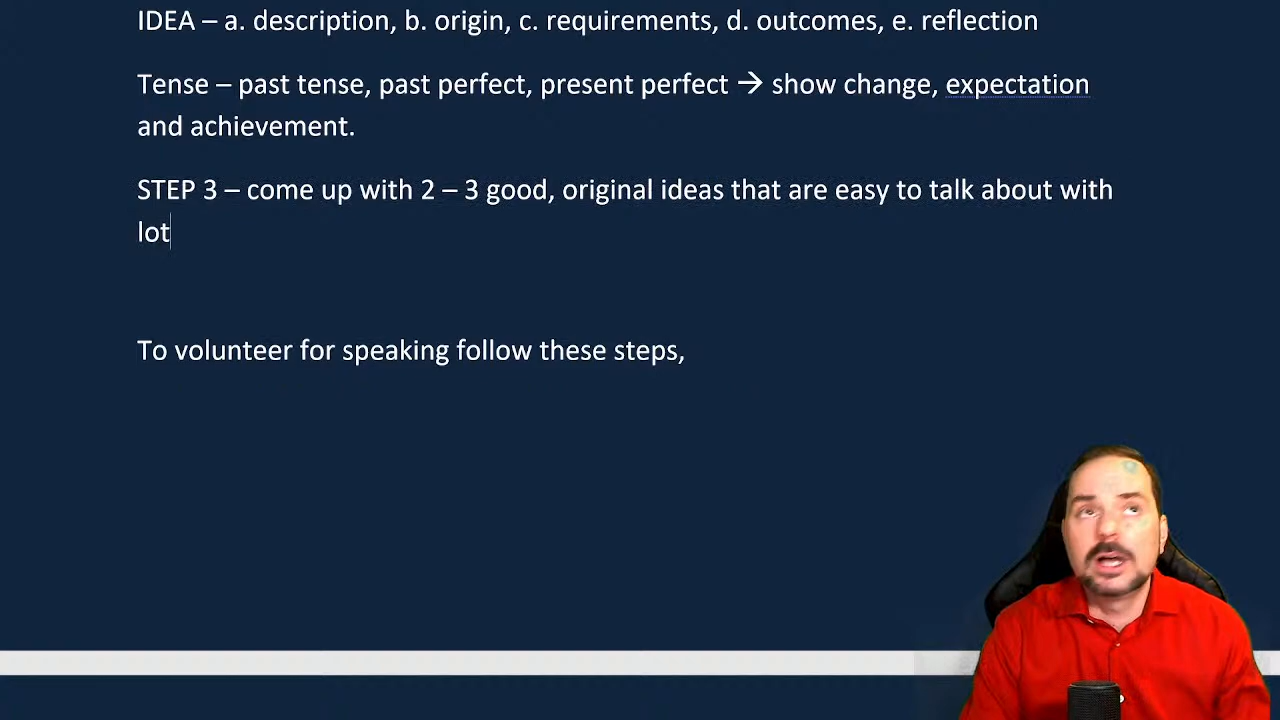 IDEA – a. description, b. origin, c. requirements, d. outcomes, e. reflection
Tense – past tense, past perfect, present perfect → show change, expectation
and achievement.
STEP 3 – come up with 2 – 3 good, original ideas that are easy to talk about with
lot
To volunteer for speaking follow these steps,